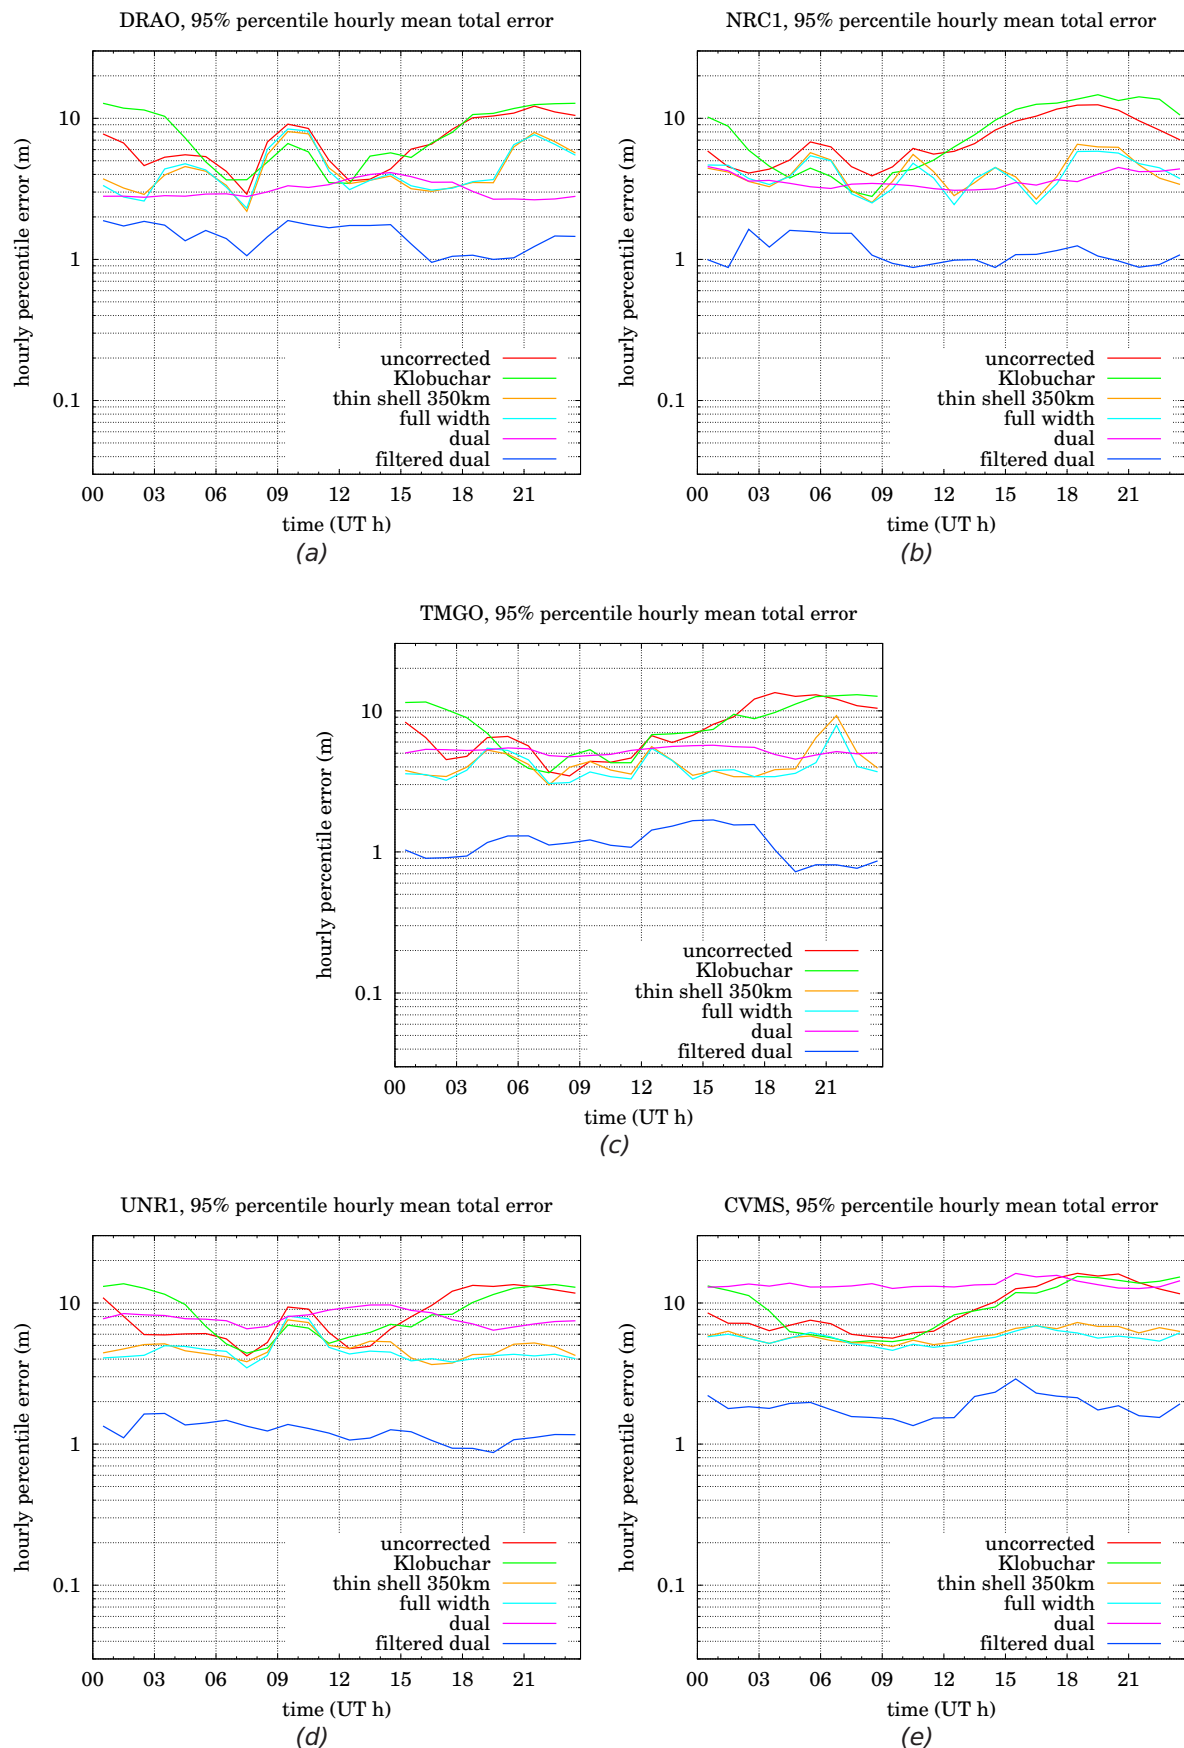 DRAO, 95% percentile hourly mean total error
hourly percentile error (m)
10
1
0.1
uncorrected
Klobuchar
thin shell 350km
full width
dual
filtered dual
00 03 06 09 12 15 18 21
time (UT h)
(a)
NRC1, 95% percentile hourly mean total error
hourly percentile error (m)
10
1
0.1
uncorrected
Klobuchar
thin shell 350km
full width
dual
filtered dual
00 03 06 09 12 15 18 21
time (UT h)
(b)
TMGO, 95% percentile hourly mean total error
hourly percentile error (m)
10
1
0.1
uncorrected
Klobuchar
thin shell 350km
full width
dual
filtered dual
00 03 06 09 12 15 18 21
time (UT h)
(c)
UNR1, 95% percentile hourly mean total error
hourly percentile error (m)
10
1
0.1
uncorrected
Klobuchar
thin shell 350km
full width
dual
filtered dual
00 03 06 09 12 15 18 21
time (UT h)
(d)
CVMS, 95% percentile hourly mean total error
hourly percentile error (m)
10
1
0.1
uncorrected
Klobuchar
thin shell 350km
full width
dual
filtered dual
00 03 06 09 12 15 18 21
time (UT h)
(e)